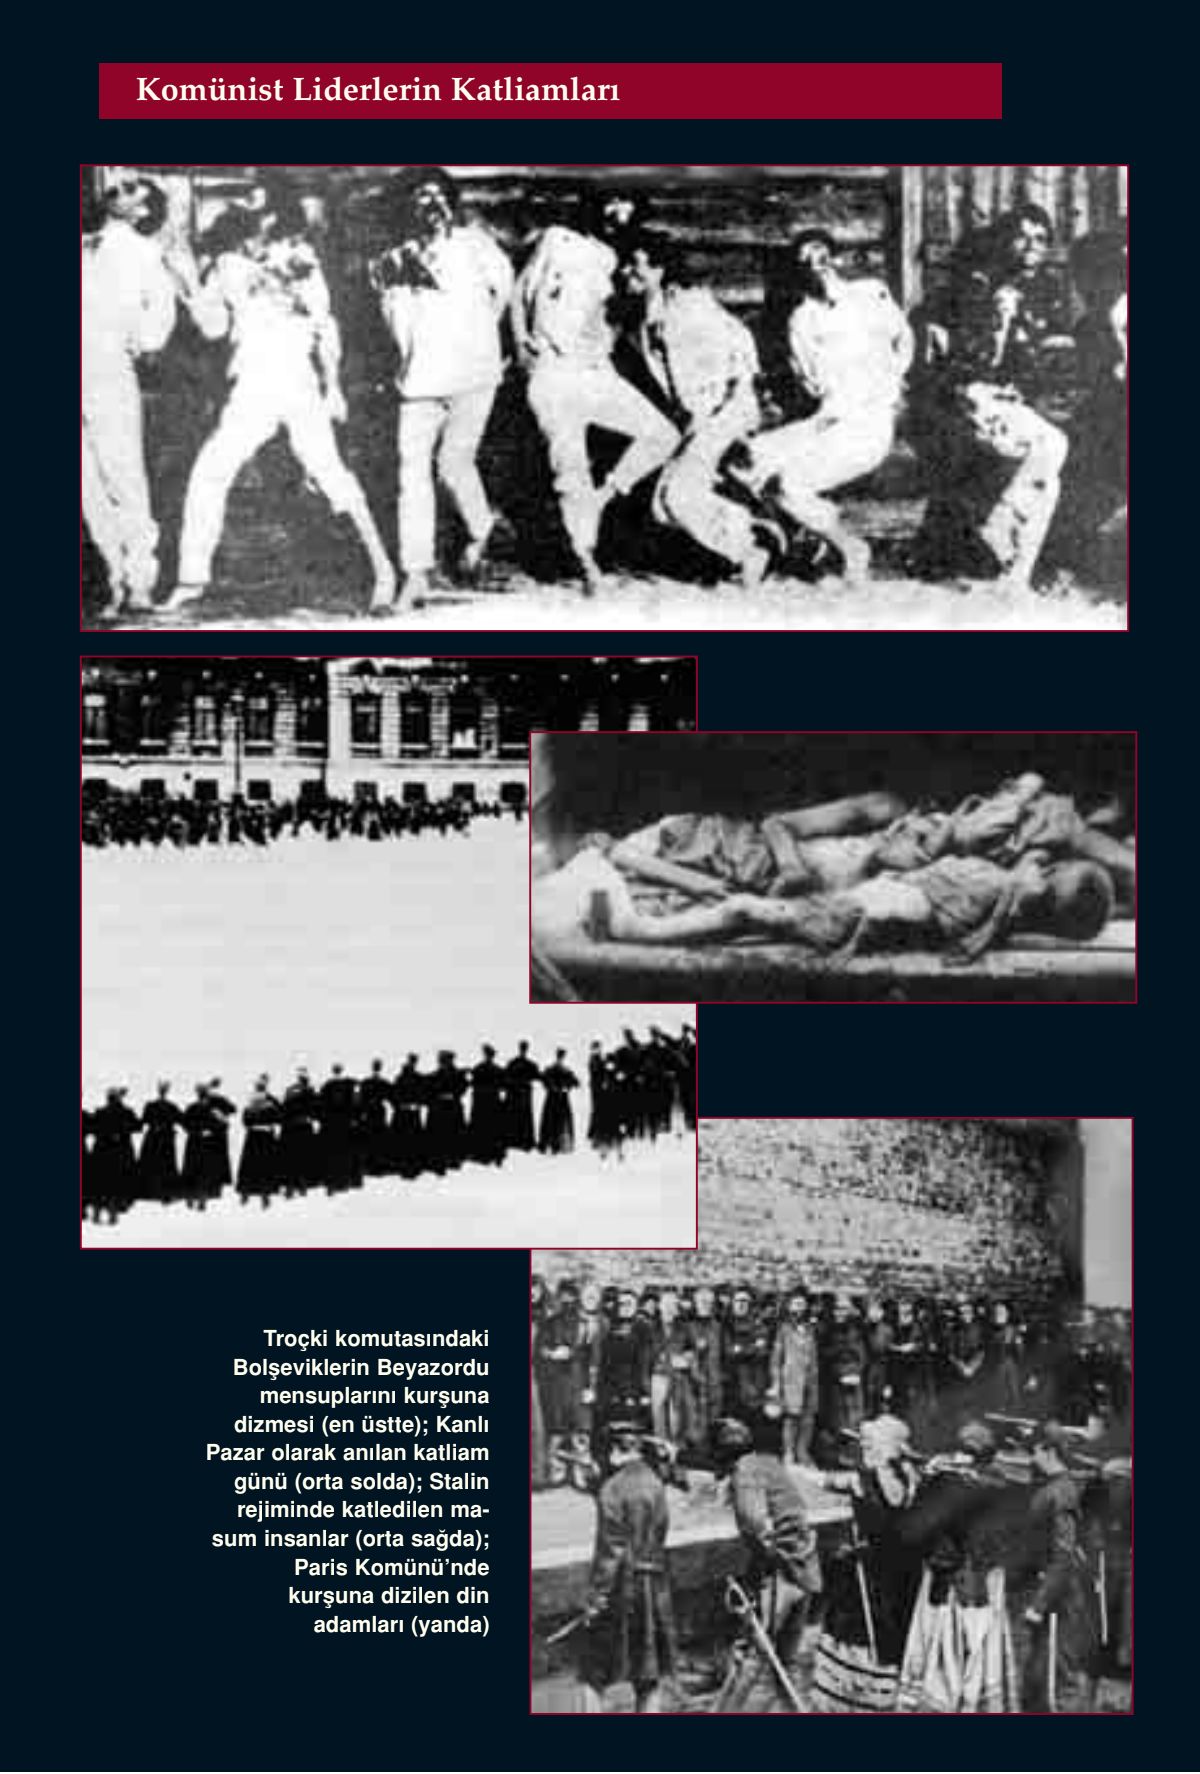 Komünist Liderlerin Katliamları
Troçki komutasındaki
Bolşeviklerin Beyazordu
mensuplarını kurşuna
dizmesi (en üstte); Kanlı
Pazar olarak anılan katliam
günü (orta solda); Stalin
rejiminde katledilen ma-
sum insanlar (orta sağda);
Paris Komünü’nde
kurşuna dizilen din
adamları (yanda)